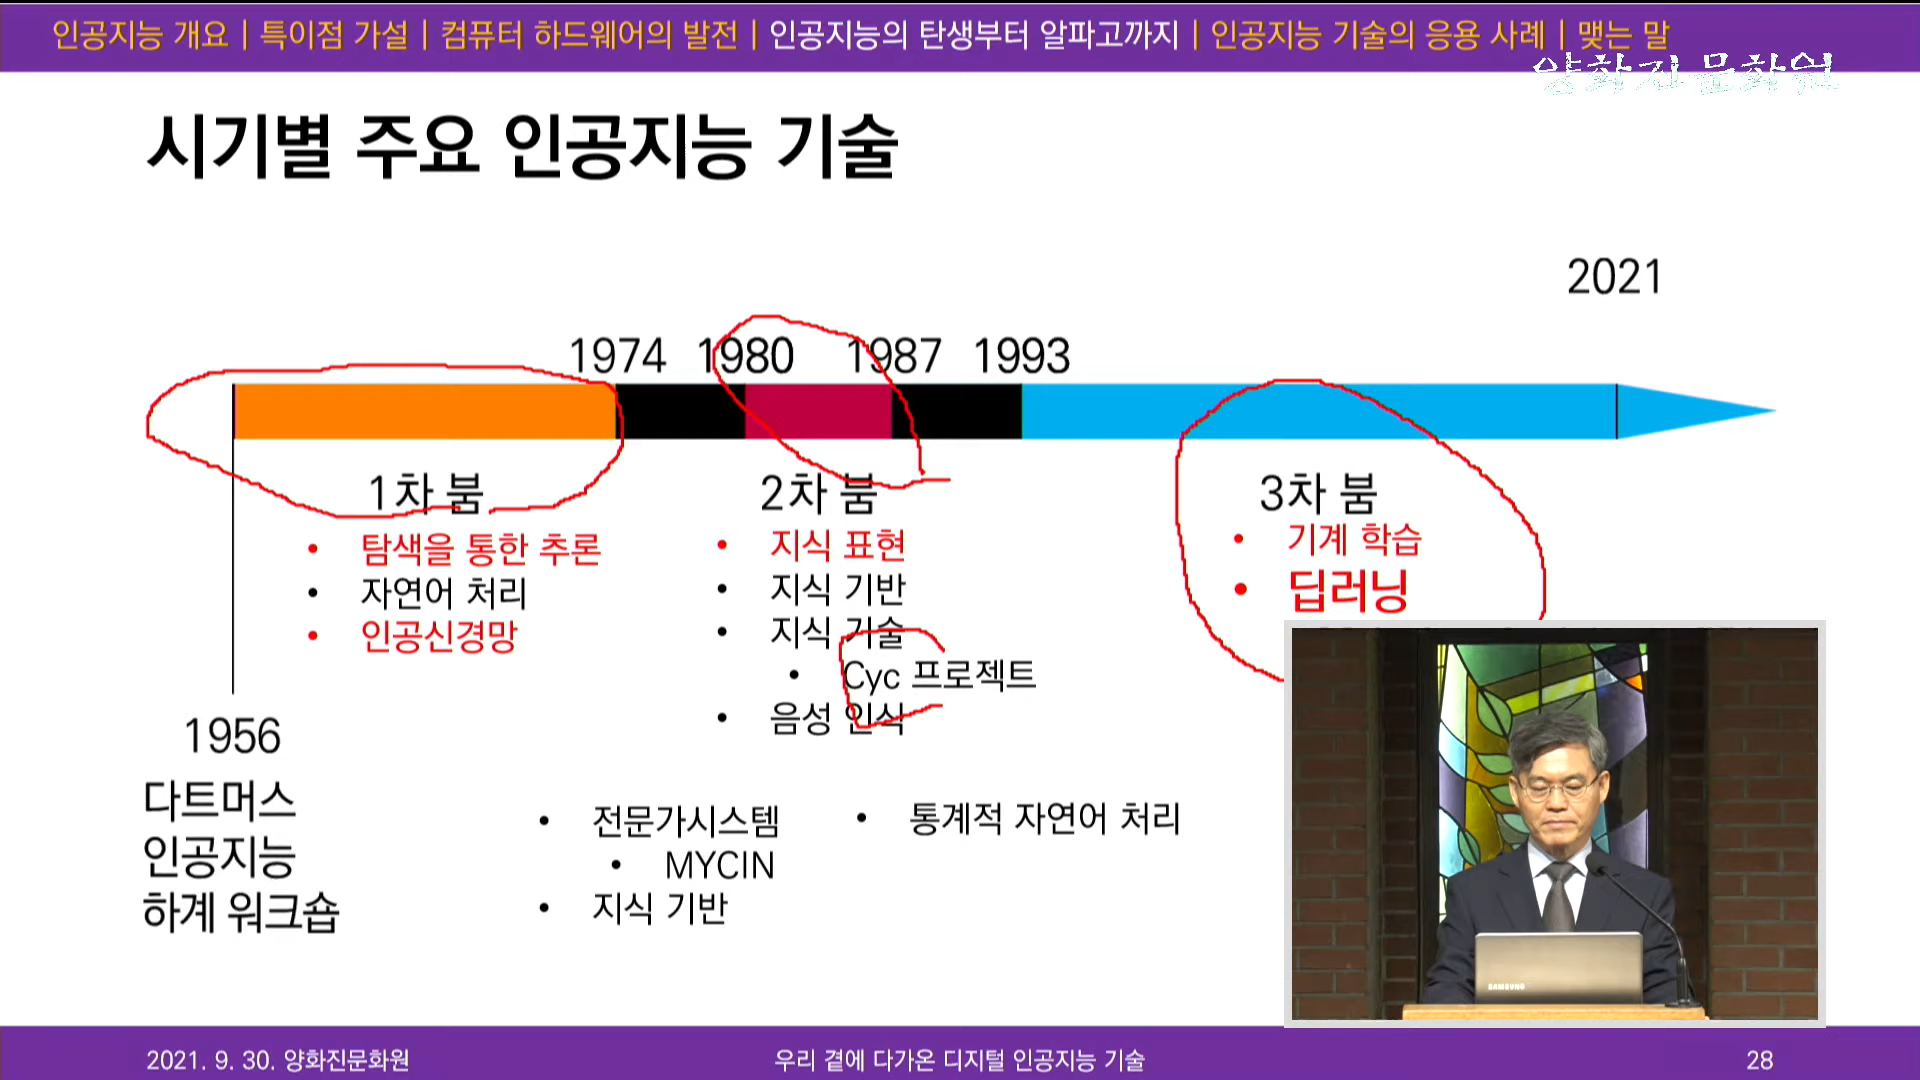 인공지능 개요 | 특이점 가설 | 컴퓨터 하드웨어의 발전 | 인공지능의 탄생부터 알파고까지 | 인공지능 기술의 응용 사례 | 맺는 말
양화진문화원
시기별 주요 인공지능 기술
2021
1974 1980 1987 1993
1차 붐
• 탐색을 통한 추론
• 자연어 처리
• 인공신경망
2차 붐
• 지식 표현
• 지식 기반
• 지식 기술
• Cyc 프로젝트
• 음성 인식
3차 붐
• 기계 학습
• 딥러닝
1956
다트머스
인공지능
하계 워크숍
• 전문가시스템
• MYCIN
• 지식 기반
• 통계적 자연어 처리
SAMSUNG
2021. 9. 30. 양화진문화원
우리 곁에 다가온 디지털 인공지능 기술
28